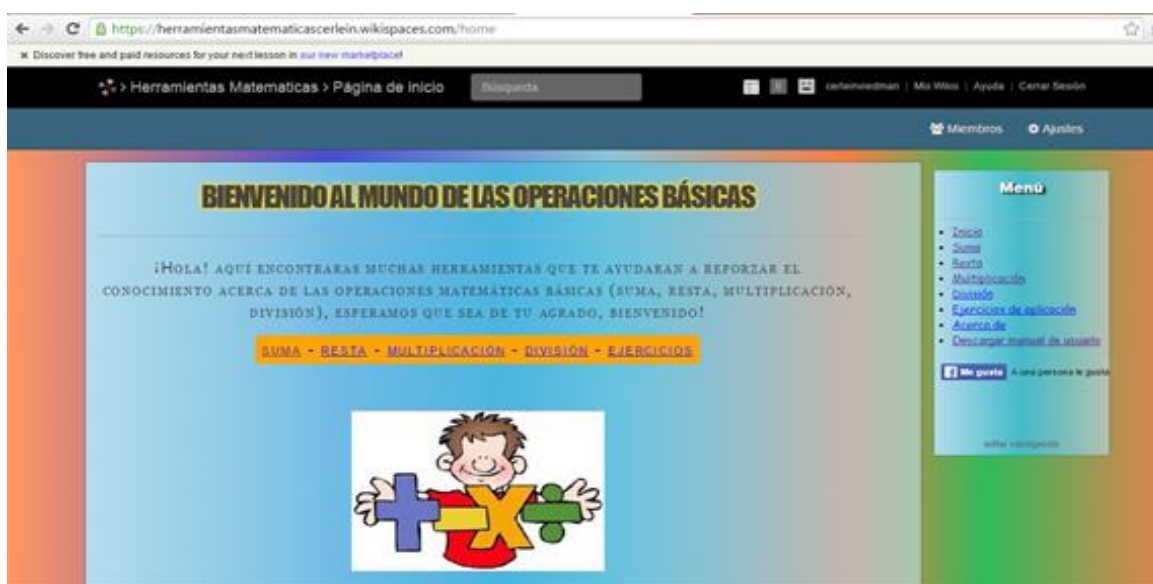 https://herramientasmatematicascerlein.wikispaces.com/home
× Discover free and paid resources for your next lesson in our new marketplace!
> Herramientas Matematicas > Página de Inicio
Búsqueda
| Mis Wikis | Ayuda | Cerrar Sesión
Miembros
Ajustes
BIENVENIDO AL MUNDO DE LAS OPERACIONES BÁSICAS
¡HOLA! AQUÍ ENCONTRARAS MUCHAS HERRAMIENTAS QUE TE AYUDARAN A REFORZAR EL
CONOCIMIENTO ACERCA DE LAS OPERACIONES MATEMÁTICAS BÁSICAS (SUMA, RESTA, MULTIPLICACIÓN,
DIVISIÓN), ESPERAMOS QUE SEA DE TU AGRADO, BIENVENIDO!
SUMA - RESTA - MULTIPLICACIÓN - DIVISIÓN - EJERCICIOS
+ - × ÷
Menú
Inicio
Suma
Resta
Multiplicación
División
Ejercicios de aplicación
Acerca de
Descargar manual de usuario
Me gusta
A una persona le gusta
editar navegación